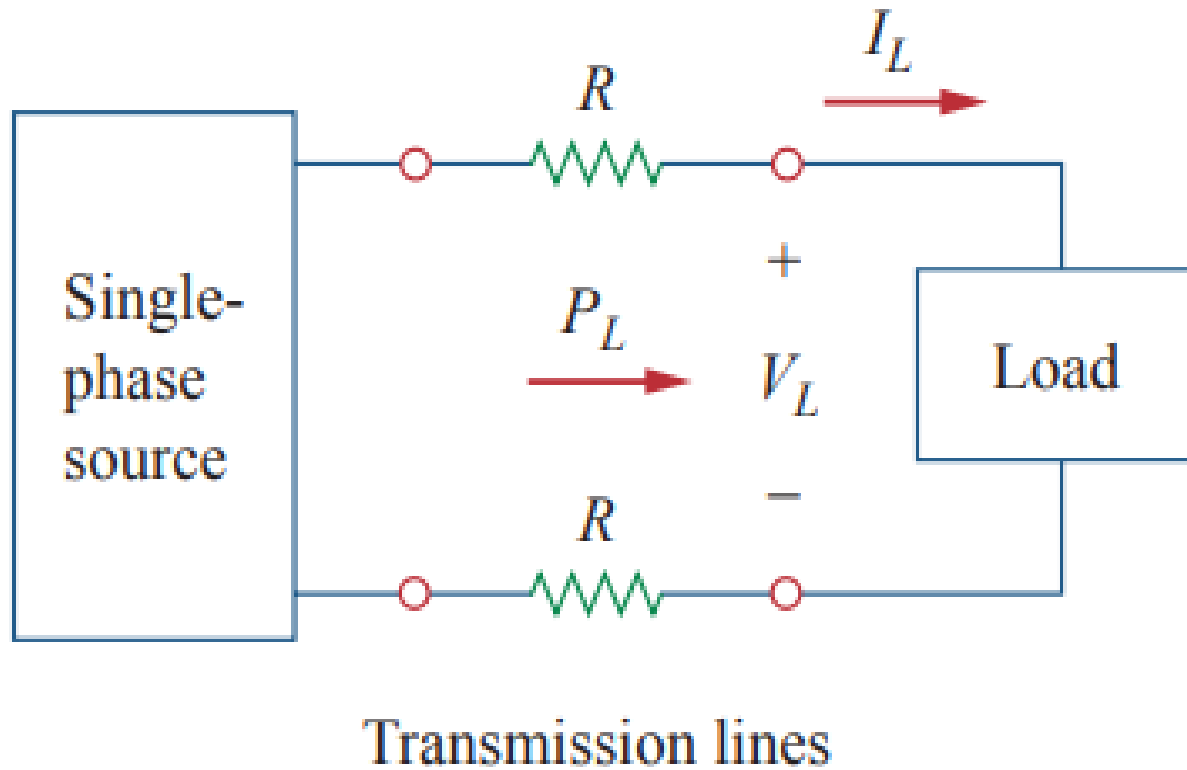 I_L
R
Single-
phase
source
P_L
+
V_L
−
Load
R
Transmission lines